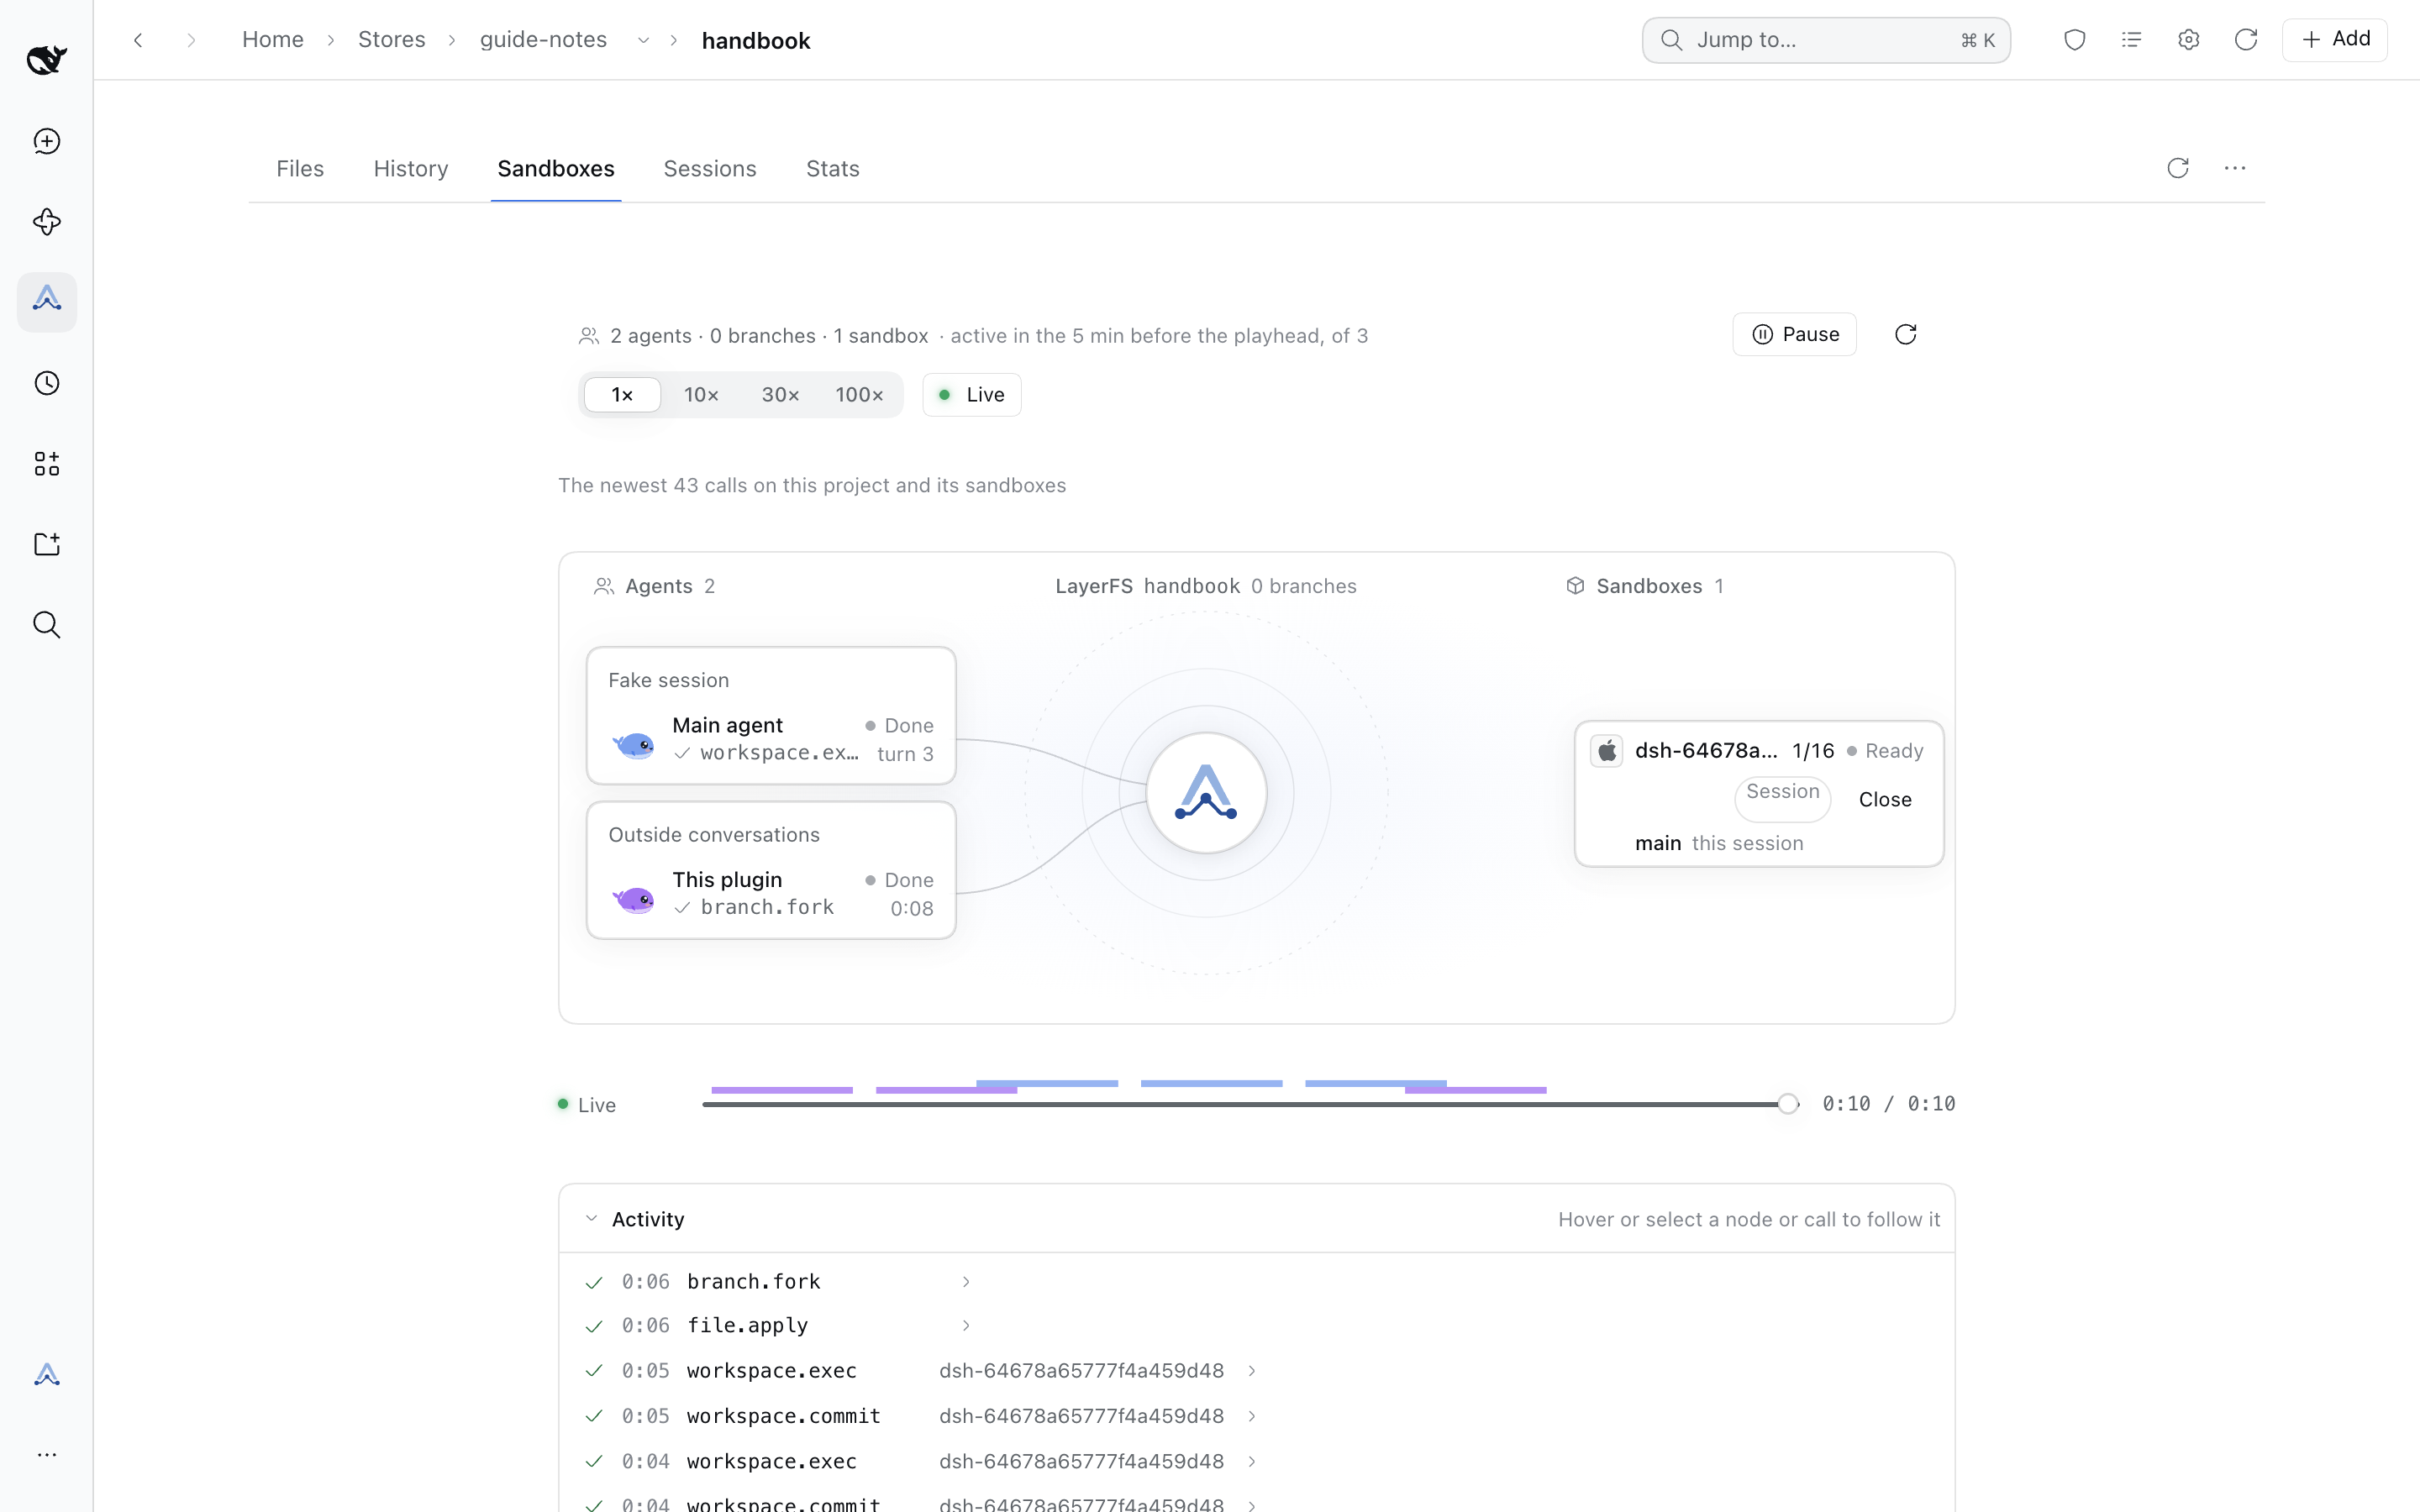 Home › Stores › guide-notes › handbook
Jump to... ⌘ K
+ Add
Files History Sandboxes Sessions Stats
2 agents · 0 branches · 1 sandbox · active in the 5 min before the playhead, of 3
Pause
1× 10× 30× 100× Live
The newest 43 calls on this project and its sandboxes
Agents 2
LayerFS handbook 0 branches
Sandboxes 1
Fake session
Main agent Done
workspace.ex… turn 3
Outside conversations
This plugin Done
branch.fork 0:08
dsh-64678a... 1/16 Ready
Session Close
main this session
Live 0:10 / 0:10
Activity Hover or select a node or call to follow it
0:06 branch.fork
0:06 file.apply
0:05 workspace.exec dsh-64678a65777f4a459d48
0:05 workspace.commit dsh-64678a65777f4a459d48
0:04 workspace.exec dsh-64678a65777f4a459d48
0:04 workspace.commit dsh-64678a65777f4a459d48